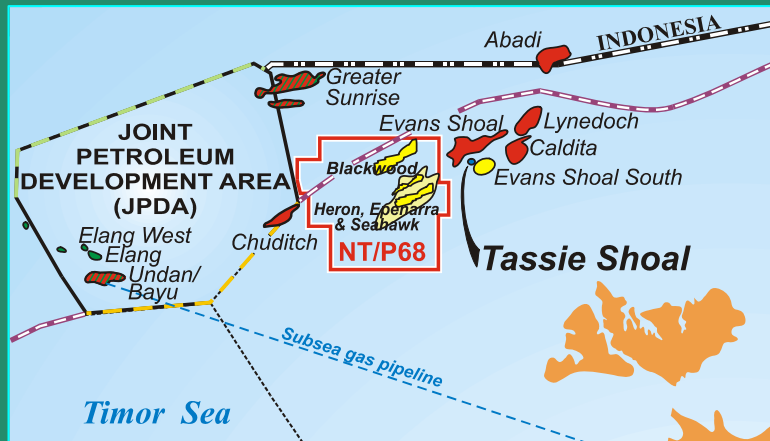 Abadi
INDONESIA
Greater
Sunrise
Evans Shoal
Lynedoch
Caldita
Evans Shoal South
JOINT
PETROLEUM
DEVELOPMENT AREA
(JPDA)
Blackwood
Heron, Epenarra
& Seahawk
NT/P68
Chuditch
Elang West
Elang
Undan/
Bayu
Tassie Shoal
Subsea gas pipeline
Timor Sea